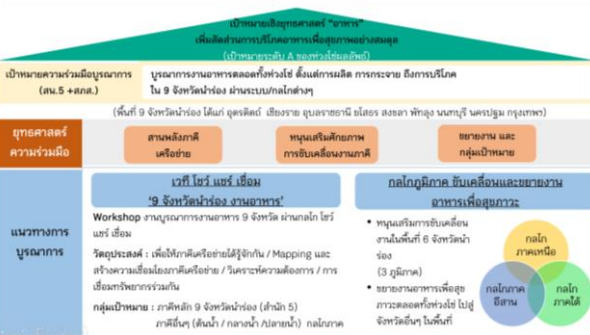 เป้าหมายเชิงยุทธศาสตร์ "อาหาร"
เพิ่มสัดส่วนการบริโภคอาหารเพื่อสุขภาพอย่างสมดุล
(เป้าหมายระดับ A ของห่วงโซ่ผลลัพธ์)
เป้าหมายความร่วมมือบูรณาการ
(สน.5 +สภส.)
บูรณาการงานอาหารตลอดทั้งห่วงโซ่ ตั้งแต่การผลิต การกระจาย ถึงการบริโภค
ใน 9 จังหวัดนำร่อง ผ่านระบบ/กลไกต่างๆ
(พื้นที่ 9 จังหวัดนำร่อง ได้แก่ อุตรดิตถ์ เชียงราย อุบลราชธานี ยโสธร สงขลา พัทลุง นนทบุรี นครปฐม กรุงเทพฯ)
ยุทธศาสตร์
ความร่วมมือ
สานพลังภาคี
เครือข่าย
หนุนเสริมศักยภาพ
การขับเคลื่อนงานภาคี
ขยายงาน และ
กลุ่มเป้าหมาย
แนวทางการ
บูรณาการ
เวที โชว์ แชร์ เชื่อม
'9 จังหวัดนำร่อง งานอาหาร'
Workshop งานบูรณาการงานอาหาร 9 จังหวัด ผ่านกลไก โชว์
แชร์ เชื่อม
วัตถุประสงค์ : เพื่อให้ภาคีเครือข่ายได้รู้จักกัน / Mapping และ
สร้างความเชื่อมโยงภาคีเครือข่าย / วิเคราะห์ความต้องการ / การ
เชื่อมทรัพยากรร่วมกัน
กลุ่มเป้าหมาย : ภาคีหลัก 9 จังหวัดนำร่อง (สำนัก 5)
ภาคีอื่นๆ (ต้นน้ำ / กลางน้ำ /ปลายน้ำ) กลไกภาค
กลไกภูมิภาค ขับเคลื่อนและขยายงาน
อาหารเพื่อสุขภาวะ
• หนุนเสริมการขับเคลื่อน
งานในพื้นที่ 6 จังหวัดนำ
ร่อง
(3 ภูมิภาค)
• ขยายงานอาหารเพื่อสุข
ภาวะตลอดทั้งห่วงโซ่ ไปสู่
จังหวัดอื่นๆ ในพื้นที่
กลไก
ภาคเหนือ
กลไกภาค
อีสาน
กลไก
ภาคใต้